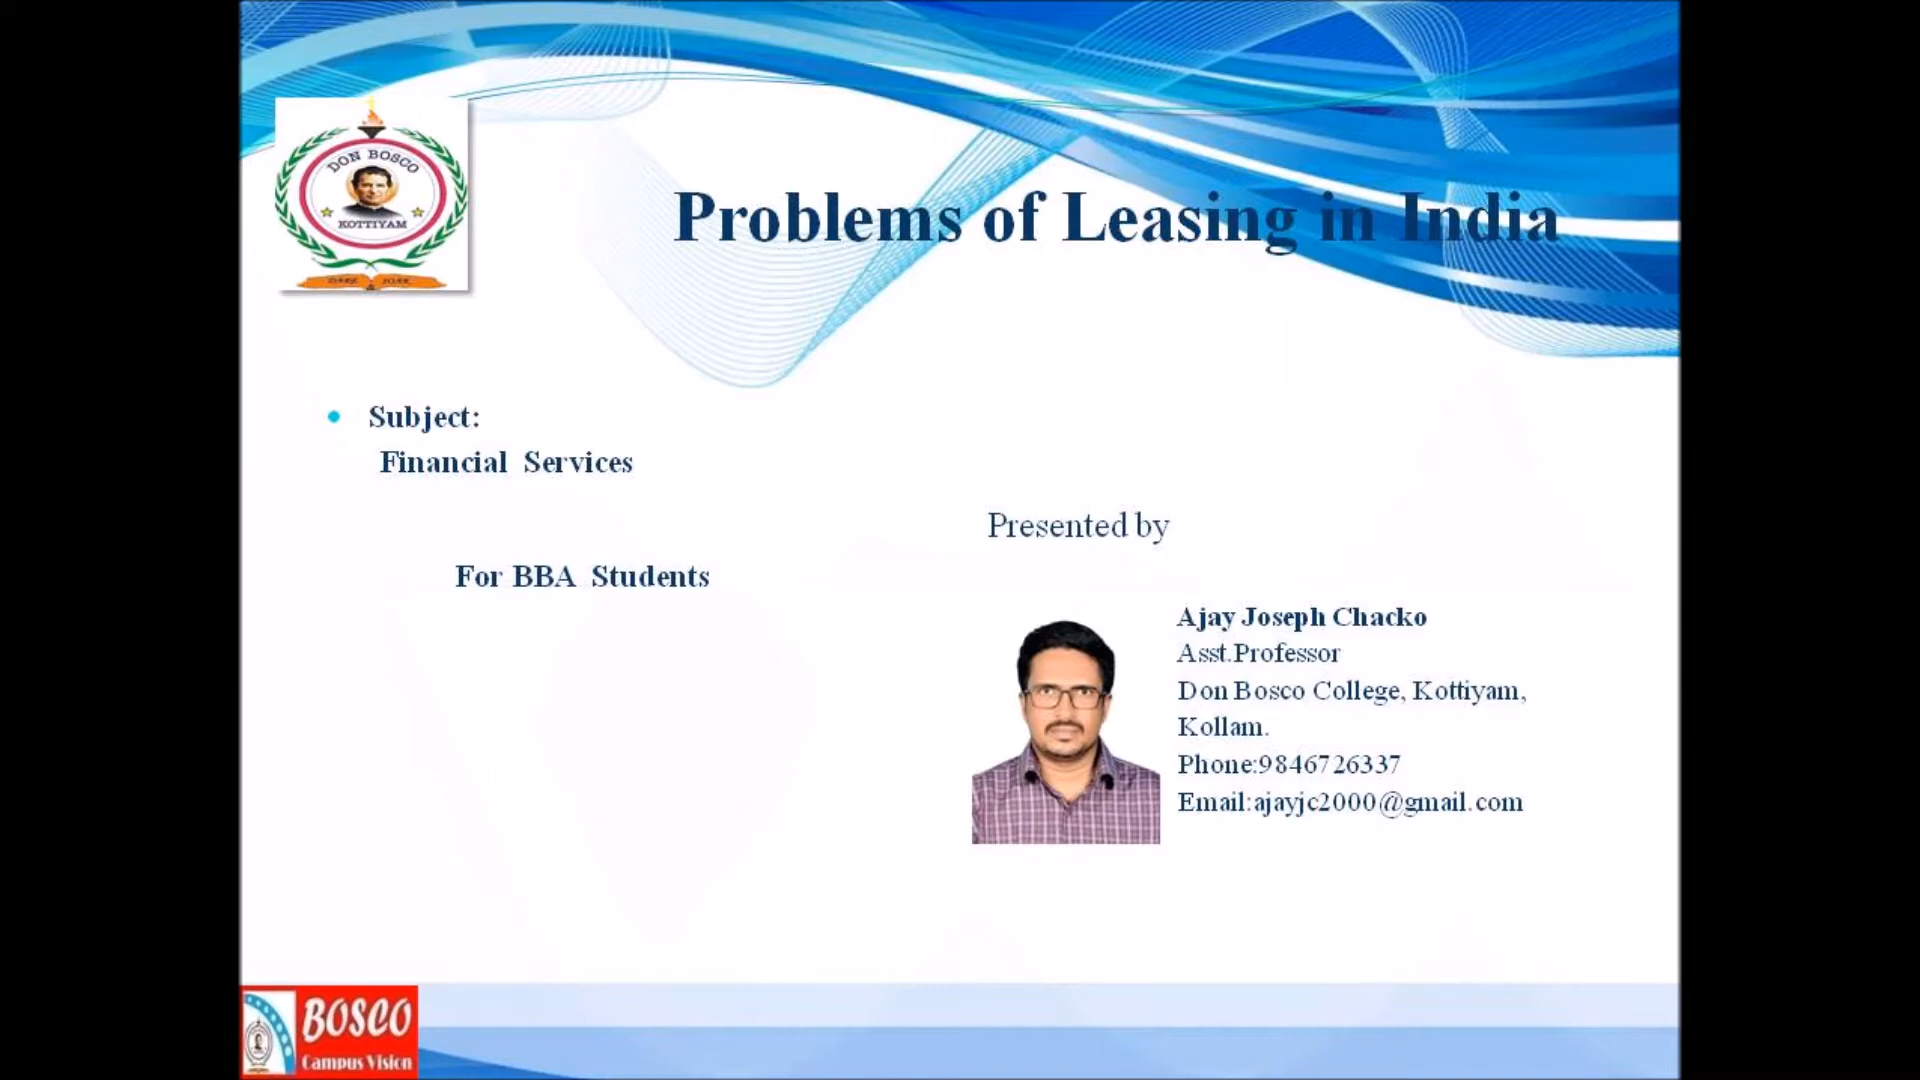 DON BOSCO
KOTTIYAM
Problems of Leasing in India
Subject:
Financial Services
For BBA Students
Presented by
Ajay Joseph Chacko
Asst.Professor
Don Bosco College, Kottiyam,
Kollam.
Phone:9846726337
Email:ajayjc2000@gmail.com
BOSCO
Campus Vision